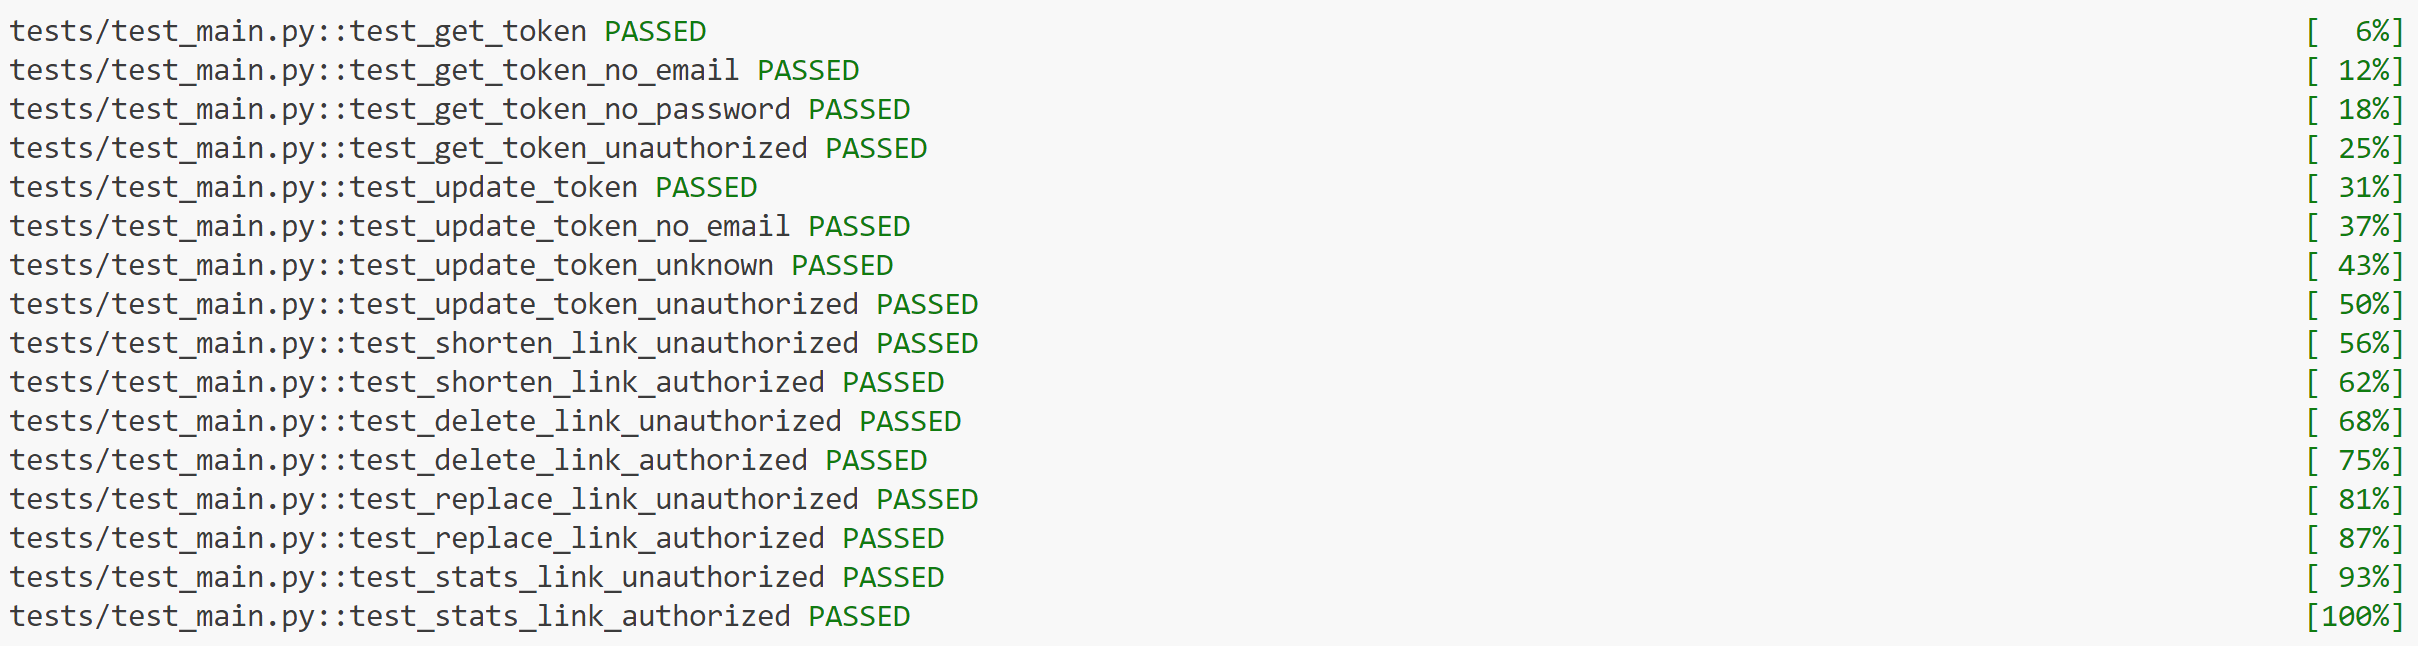 tests/test_main.py::test_get_token PASSED [  6%]
tests/test_main.py::test_get_token_no_email PASSED [ 12%]
tests/test_main.py::test_get_token_no_password PASSED [ 18%]
tests/test_main.py::test_get_token_unauthorized PASSED [ 25%]
tests/test_main.py::test_update_token PASSED [ 31%]
tests/test_main.py::test_update_token_no_email PASSED [ 37%]
tests/test_main.py::test_update_token_unknown PASSED [ 43%]
tests/test_main.py::test_update_token_unauthorized PASSED [ 50%]
tests/test_main.py::test_shorten_link_unauthorized PASSED [ 56%]
tests/test_main.py::test_shorten_link_authorized PASSED [ 62%]
tests/test_main.py::test_delete_link_unauthorized PASSED [ 68%]
tests/test_main.py::test_delete_link_authorized PASSED [ 75%]
tests/test_main.py::test_replace_link_unauthorized PASSED [ 81%]
tests/test_main.py::test_replace_link_authorized PASSED [ 87%]
tests/test_main.py::test_stats_link_unauthorized PASSED [ 93%]
tests/test_main.py::test_stats_link_authorized PASSED [100%]